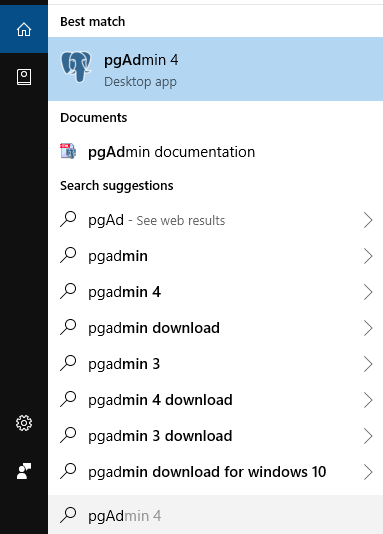 Best match
pgAdmin 4
Desktop app
Documents
pgAdmin documentation
Search suggestions
pgAd - See web results
pgadmin
pgadmin 4
pgadmin download
pgadmin 3
pgadmin 4 download
pgadmin 3 download
pgadmin download for windows 10
pgAdmin 4